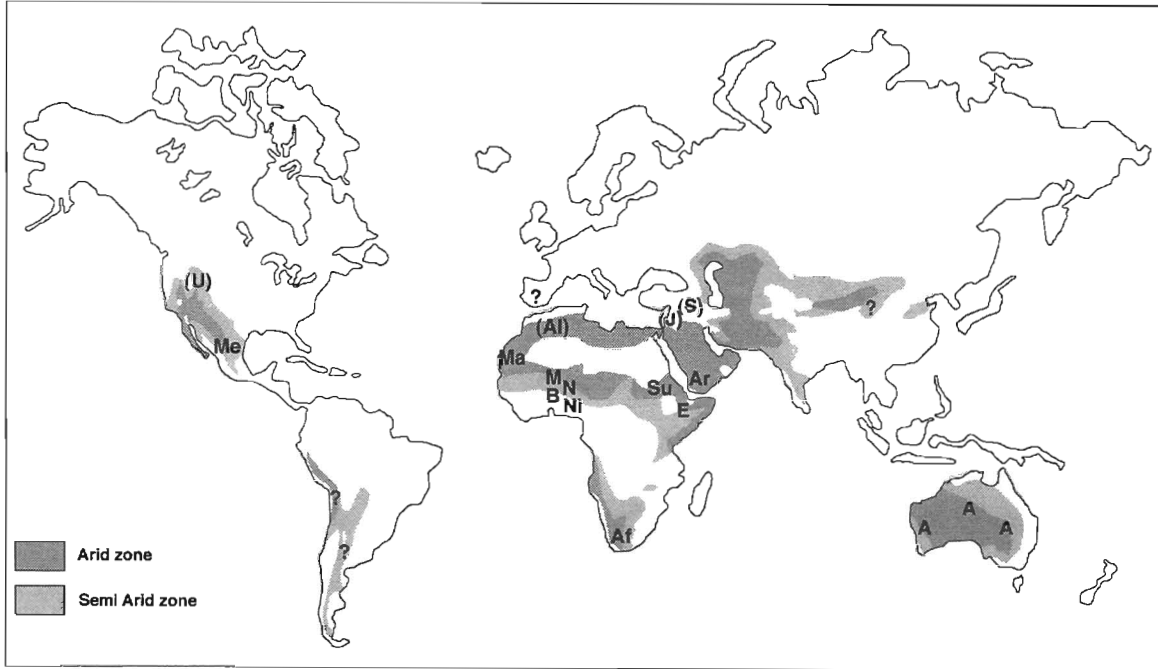 (U)
Me
?
(S)
(J)
(Al)
?
Ma
M
N
Su
Ar
B
Ni
E
?
?
Af
A
A
A
Arid zone
Semi Arid zone